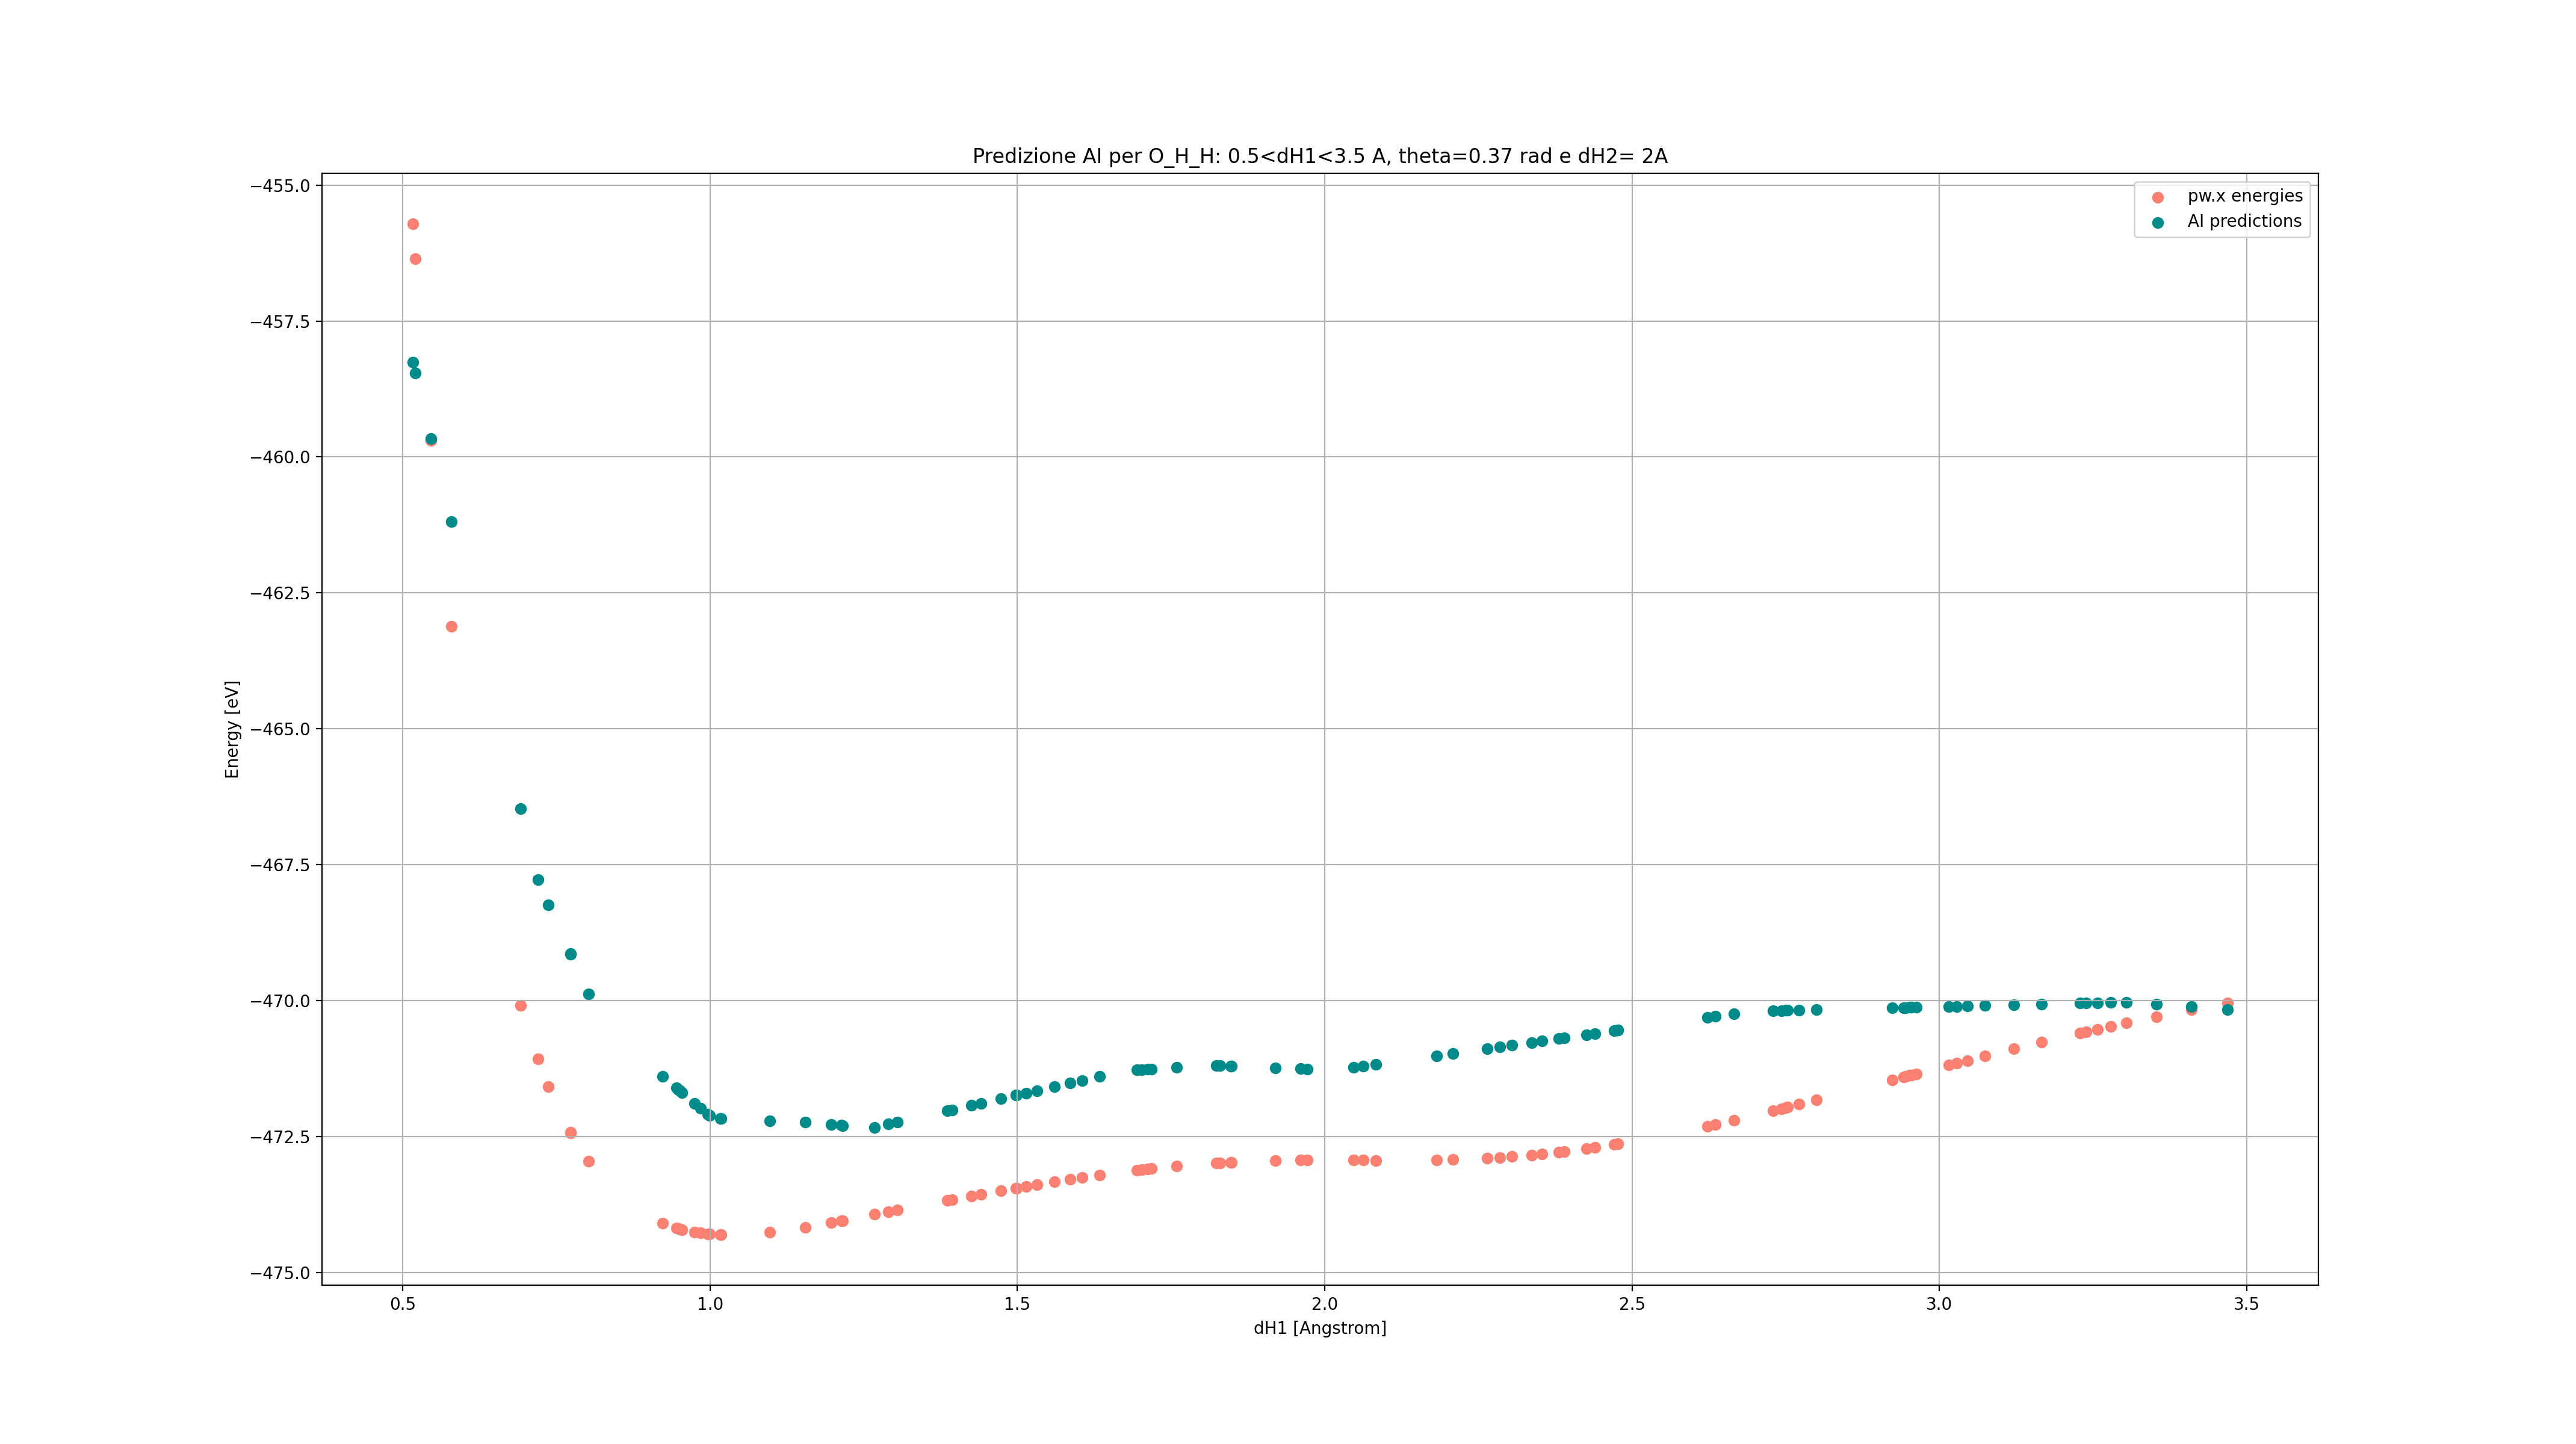 Predizione AI per O_H_H: 0.5<dH1<3.5 A, theta=0.37 rad e dH2= 2A
pw.x energies
AI predictions
−455.0
−457.5
−460.0
−462.5
−465.0
−467.5
−470.0
−472.5
−475.0
Energy [eV]
0.5 1.0 1.5 2.0 2.5 3.0 3.5
dH1 [Angstrom]